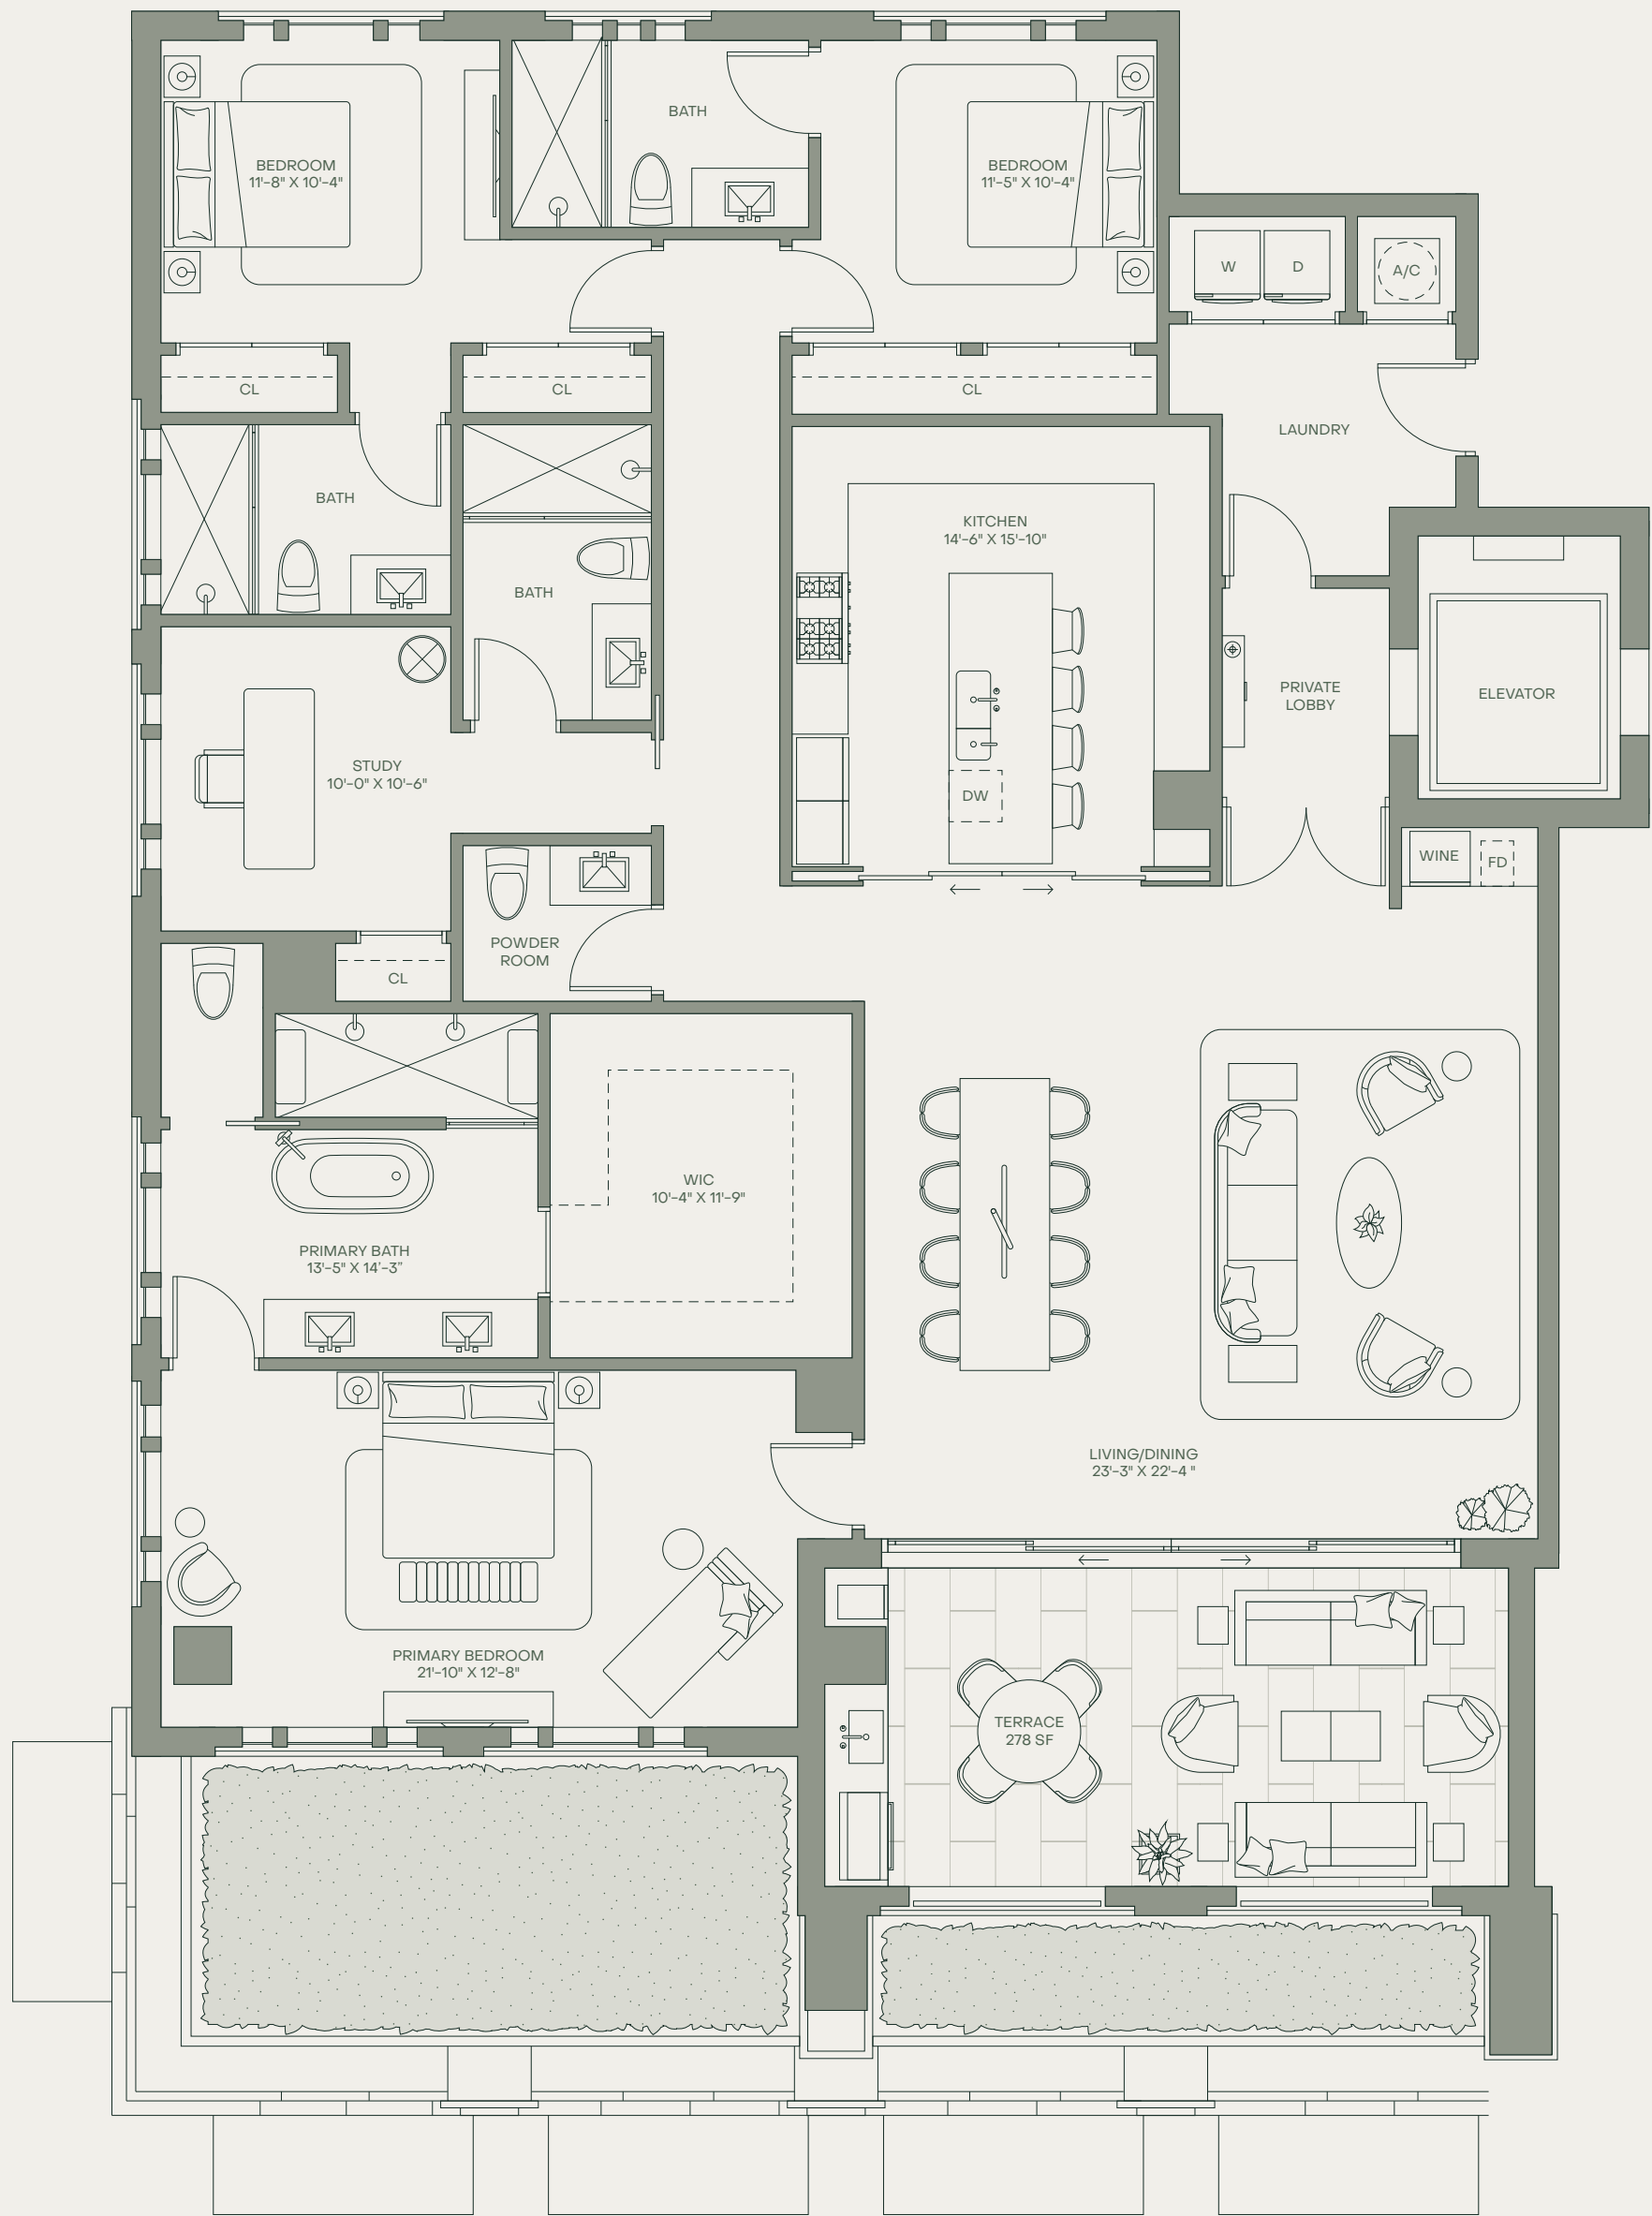 BATH
BEDROOM
11'-8" X 10'-4"
BEDROOM
11'-5" X 10'-4"
W
D
A/C
CL
CL
CL
LAUNDRY
BATH
KITCHEN
14'-6" X 15'-10"
BATH
PRIVATE
LOBBY
ELEVATOR
STUDY
10'-0" X 10'-6"
DW
WINE
FD
POWDER
ROOM
CL
WIC
10'-4" X 11'-9"
PRIMARY BATH
13'-5" X 14'-3"
LIVING/DINING
23'-3" X 22'-4 "
PRIMARY BEDROOM
21'-10" X 12'-8"
TERRACE
278 SF